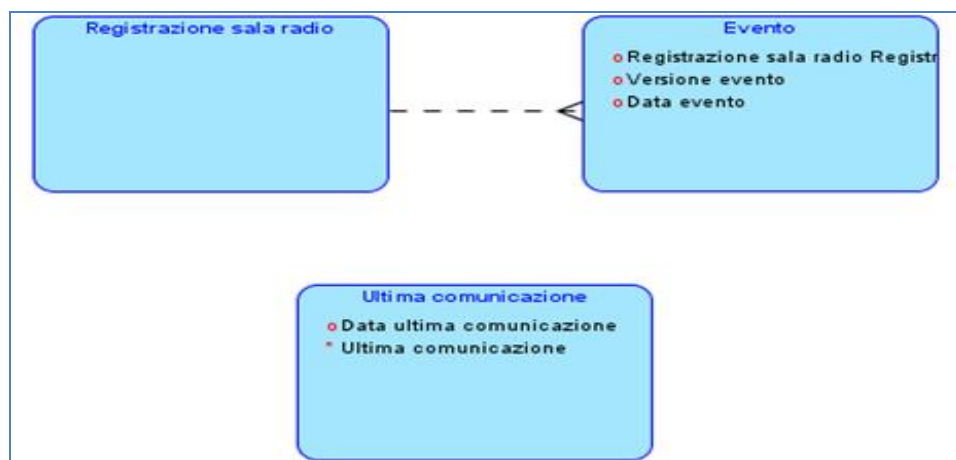 Registrazione sala radio
Evento
o Registrazione sala radio Registr
o Versione evento
o Data evento
Ultima comunicazione
o Data ultima comunicazione
* Ultima comunicazione